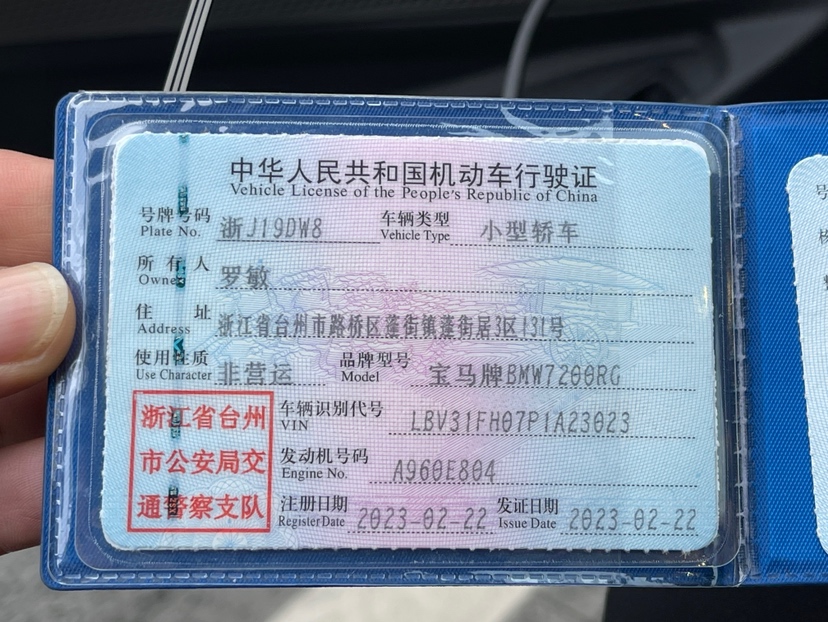 中华人民共和国机动车行驶证
Vehicle License of the People's Republic of China
号牌号码 浙J19DW8 车辆类型 小型轿车
Plate No. Vehicle Type
所有人 罗敏
Owner
住址 浙江省台州市路桥区蓬街镇蓬街居3区131号
Address
使用性质 非营运 品牌型号 宝马牌BMW7200RG
Use Character Model
浙江省台州
市公安局交
通警察支队
车辆识别代号 LBV31FH07P1A23023
VIN
发动机号码 A960E804
Engine No.
注册日期 2023-02-22 发证日期 2023-02-22
Register Date Issue Date
号